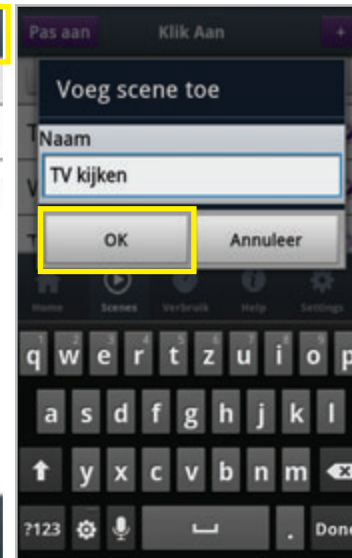 Pas aan Klik Aan +
Voeg scene toe
Naam
TV kijken
OK Annuleer
Home Scenes Verbruik Help Settings
q w e r t z u i o p
a s d f g h j k l
y x c v b n m
?123 . Done